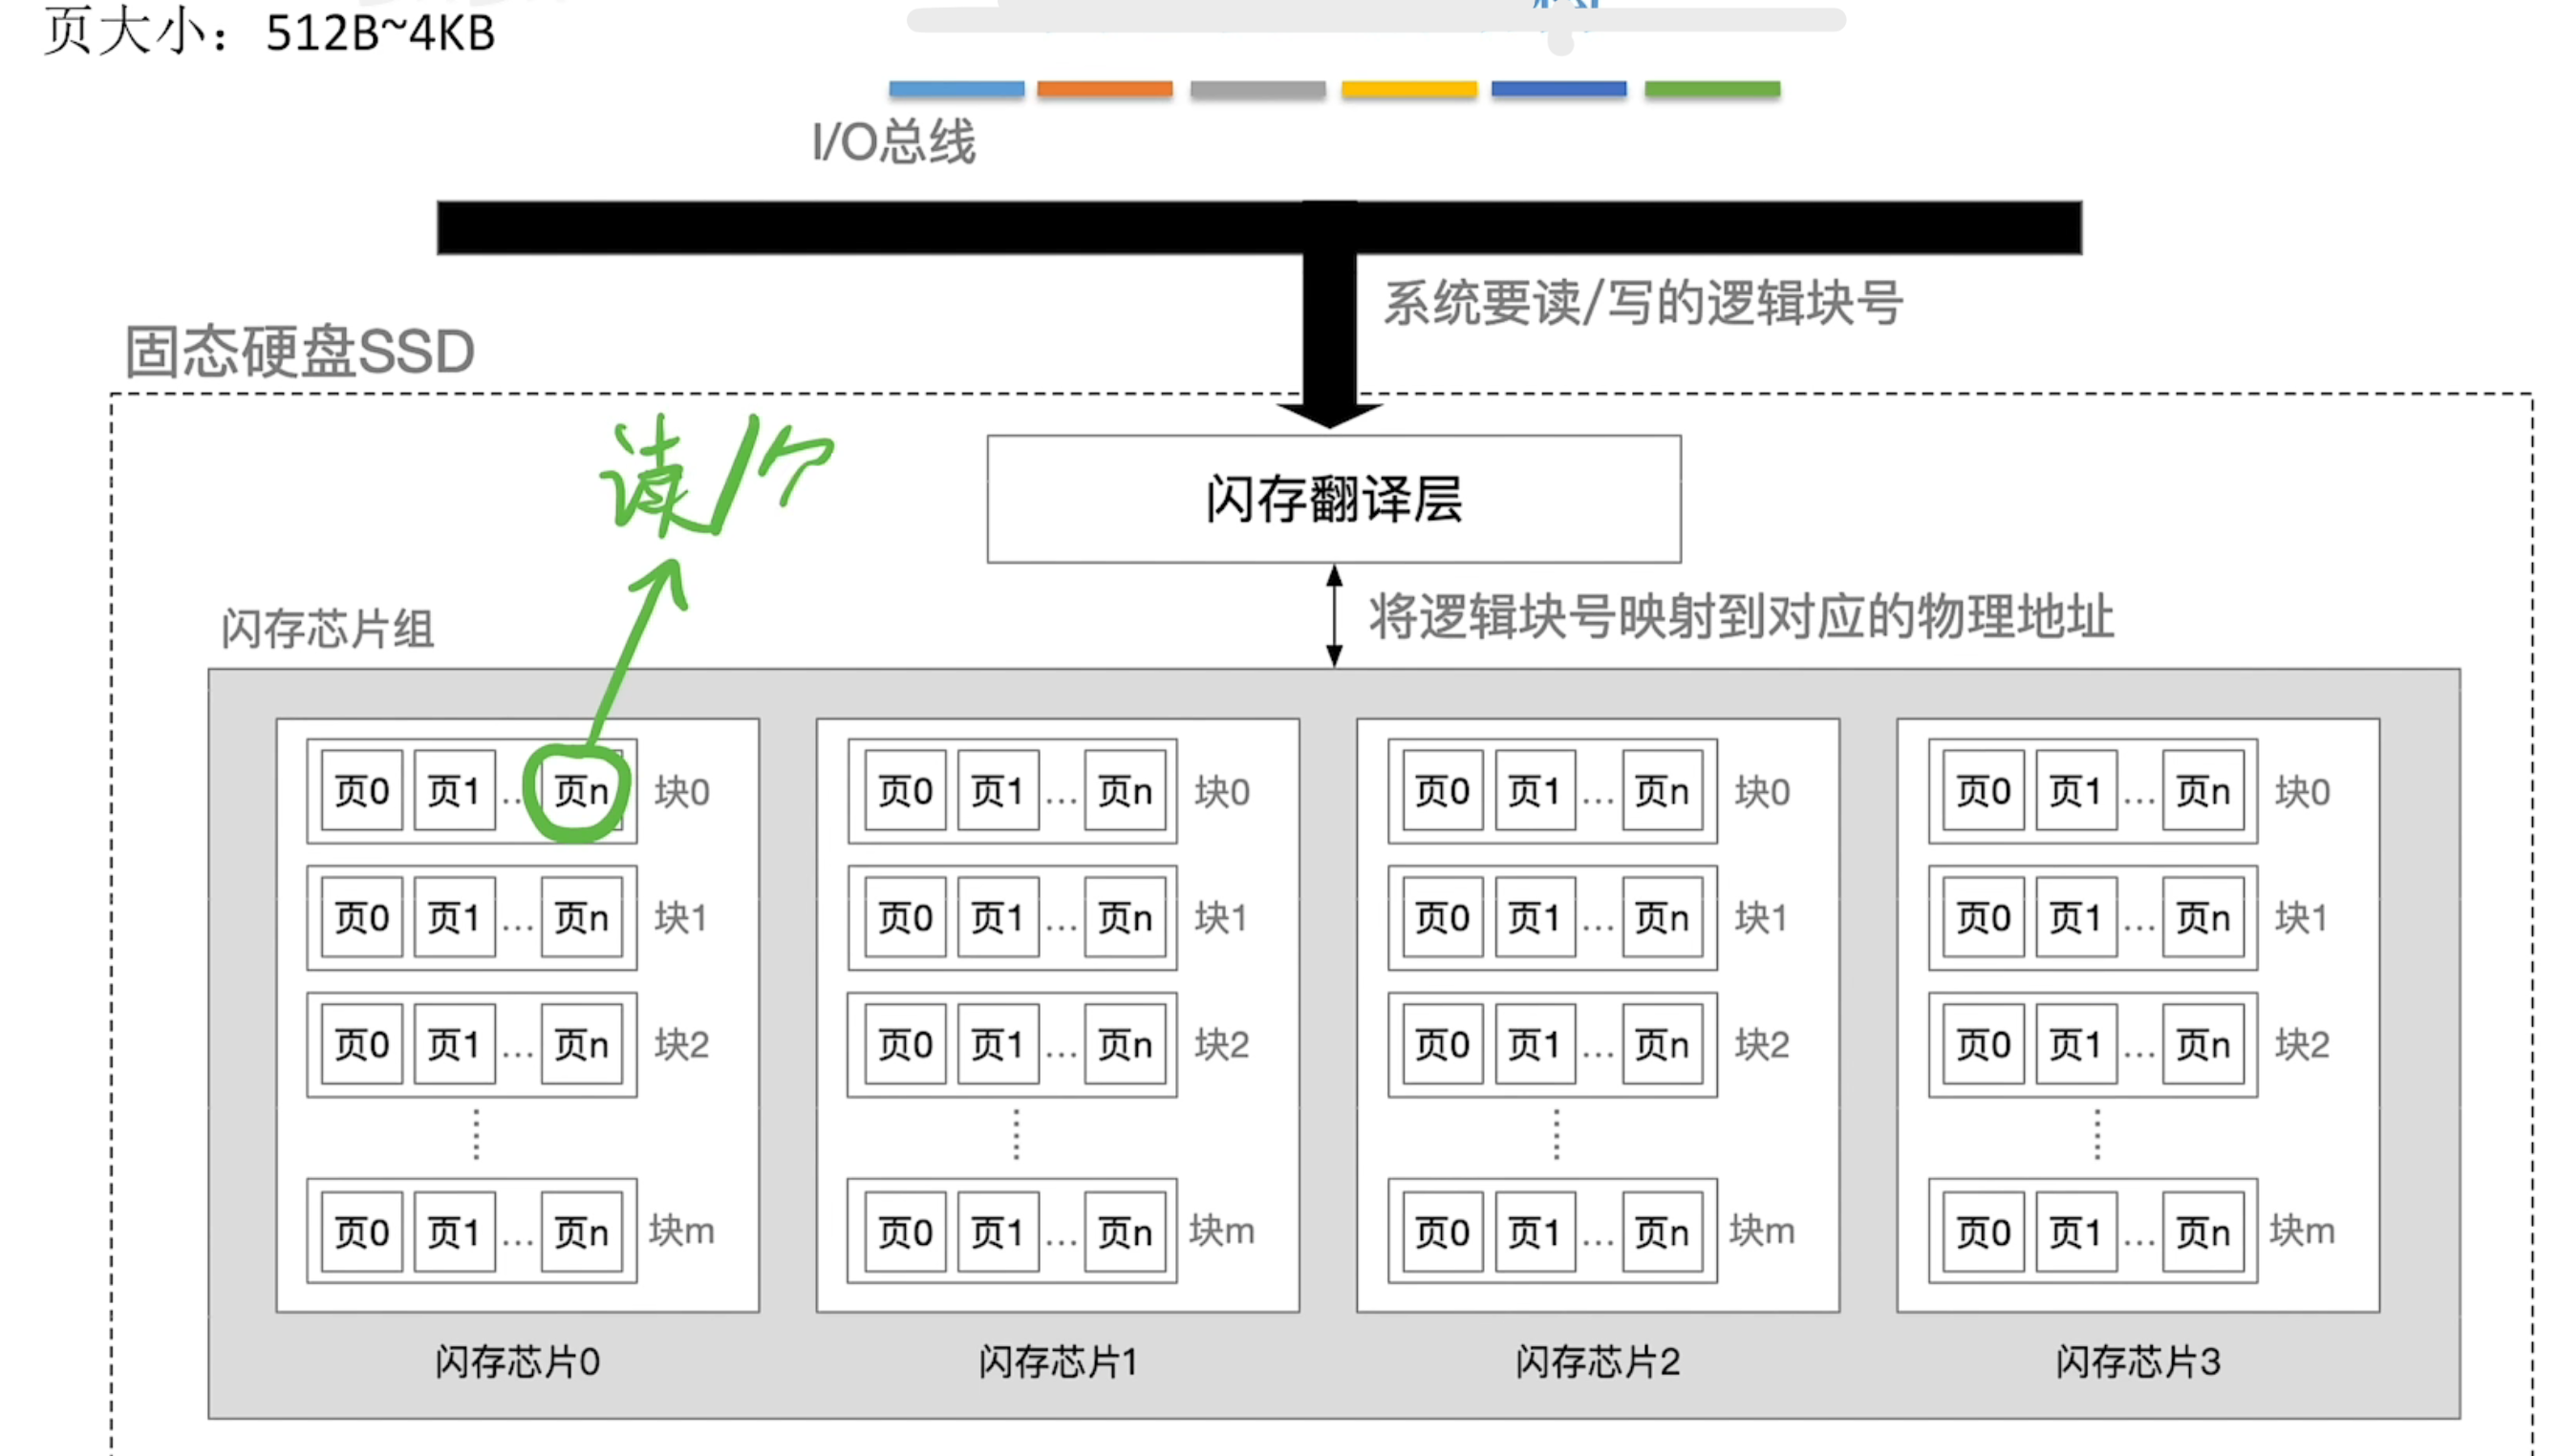 页大小：512B~4KB
I/O总线
系统要读/写的逻辑块号
固态硬盘SSD
读/
闪存翻译层
将逻辑块号映射到对应的物理地址
闪存芯片组
页0 页1 … 页n 块0 页0 页1 … 页n 块0 页0 页1 … 页n 块0 页0 页1 … 页n 块0
页0 页1 … 页n 块1 页0 页1 … 页n 块1 页0 页1 … 页n 块1 页0 页1 … 页n 块1
页0 页1 … 页n 块2 页0 页1 … 页n 块2 页0 页1 … 页n 块2 页0 页1 … 页n 块2
页0 页1 … 页n 块m 页0 页1 … 页n 块m 页0 页1 … 页n 块m 页0 页1 … 页n 块m
闪存芯片0 闪存芯片1 闪存芯片2 闪存芯片3